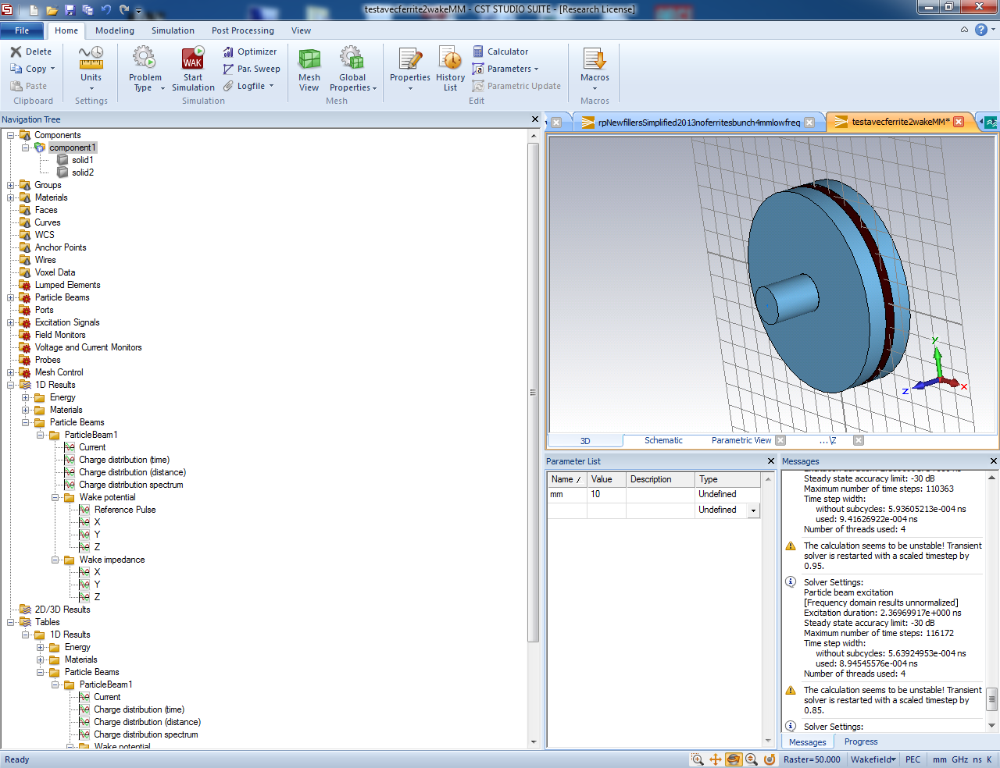 testavecferrite2wakeMM - CST STUDIO SUITE - [Research License]
File Home Modeling Simulation Post Processing View
Delete
Copy
Paste
Clipboard
Units
Settings
Problem Type
WAK
Start Simulation
Optimizer
Par. Sweep
Logfile
Simulation
Mesh View
Global Properties
Mesh
Properties
History List
Calculator
Parameters
Parametric Update
Edit
Macros
Macros
Navigation Tree
Components
component1
solid1
solid2
Groups
Materials
Faces
Curves
WCS
Anchor Points
Wires
Voxel Data
Lumped Elements
Particle Beams
Ports
Excitation Signals
Field Monitors
Voltage and Current Monitors
Probes
Mesh Control
1D Results
Energy
Materials
Particle Beams
ParticleBeam1
Current
Charge distribution (time)
Charge distribution (distance)
Charge distribution spectrum
Wake potential
Reference Pulse
X
Y
Z
Wake impedance
X
Y
Z
2D/3D Results
Tables
1D Results
Energy
Materials
Particle Beams
ParticleBeam1
Current
Charge distribution (time)
Charge distribution (distance)
Charge distribution spectrum
Wake potential
rpNewfillersSimplified2013noferritesbunch4mmlowfreq
testavecferrite2wakeMM*
y
z
x
3D Schematic Parametric View ...\Z
Parameter List
Name / Value Description Type
mm 10 Undefined
Undefined
Messages
Steady state accuracy limit: -30 dB
Maximum number of time steps: 110363
Time step width:
without subcycles: 5.93605213e-004 ns
used: 9.41626922e-004 ns
Number of threads used: 4
The calculation seems to be unstable! Transient
solver is restarted with a scaled timestep by
0.95.
Solver Settings:
Particle beam excitation
[Frequency domain results unnormalized]
Excitation duration: 2.36969917e+000 ns
Steady state accuracy limit: -30 dB
Maximum number of time steps: 116172
Time step width:
without subcycles: 5.63924953e-004 ns
used: 8.94545576e-004 ns
Number of threads used: 4
The calculation seems to be unstable! Transient
solver is restarted with a scaled timestep by
0.85.
Solver Settings:
Messages Progress
Ready
Raster=50.000 Wakefield PEC mm GHz ns K